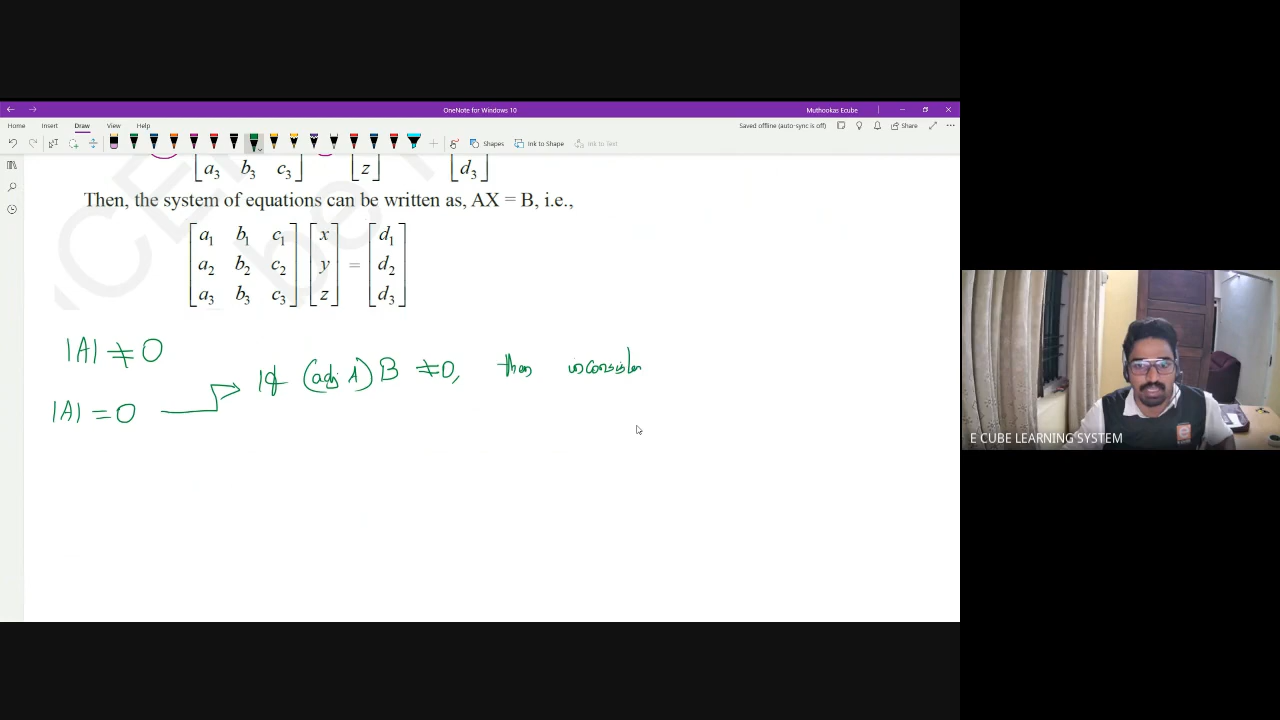 OneNote for Windows 10
Muthookas Ecube
Home Insert Draw View Help
Saved offline (auto-sync is off) Share
Shapes Ink to Shape Ink to Text
a₃ b₃ c₃ z d₃
Then, the system of equations can be written as, AX = B, i.e.,
a₁ b₁ c₁ x d₁
a₂ b₂ c₂ y = d₂
a₃ b₃ c₃ z d₃
|A| ≠ 0
If (adj A) B ≠ 0, then inconsisten
|A| = 0
E CUBE LEARNING SYSTEM